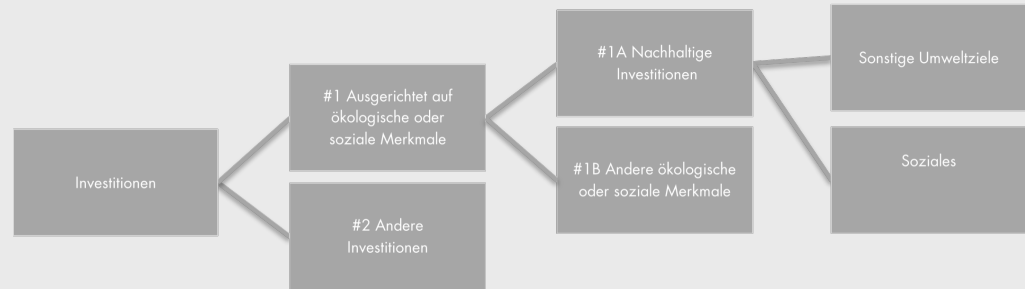 Investitionen
#1 Ausgerichtet auf
ökologische oder
soziale Merkmale
#2 Andere
Investitionen
#1A Nachhaltige
Investitionen
#1B Andere ökologische
oder soziale Merkmale
Sonstige Umweltziele
Soziales